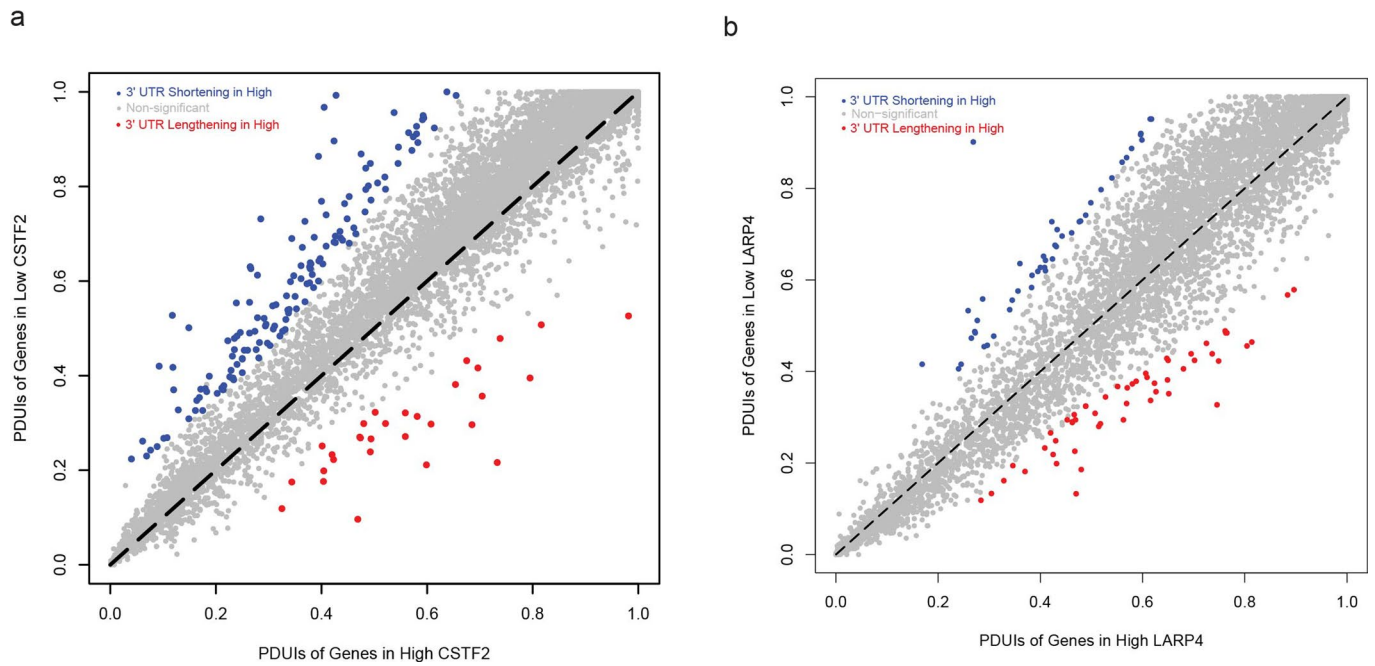 a
3' UTR Shortening in High
Non-significant
3' UTR Lengthening in High
PDUIs of Genes in Low CSTF2
1.0
0.8
0.6
0.4
0.2
0.0
0.0 0.2 0.4 0.6 0.8 1.0
PDUIs of Genes in High CSTF2
b
3' UTR Shortening in High
Non-significant
3' UTR Lengthening in High
PDUIs of Genes in Low LARP4
1.0
0.8
0.6
0.4
0.2
0.0
0.0 0.2 0.4 0.6 0.8 1.0
PDUIs of Genes in High LARP4